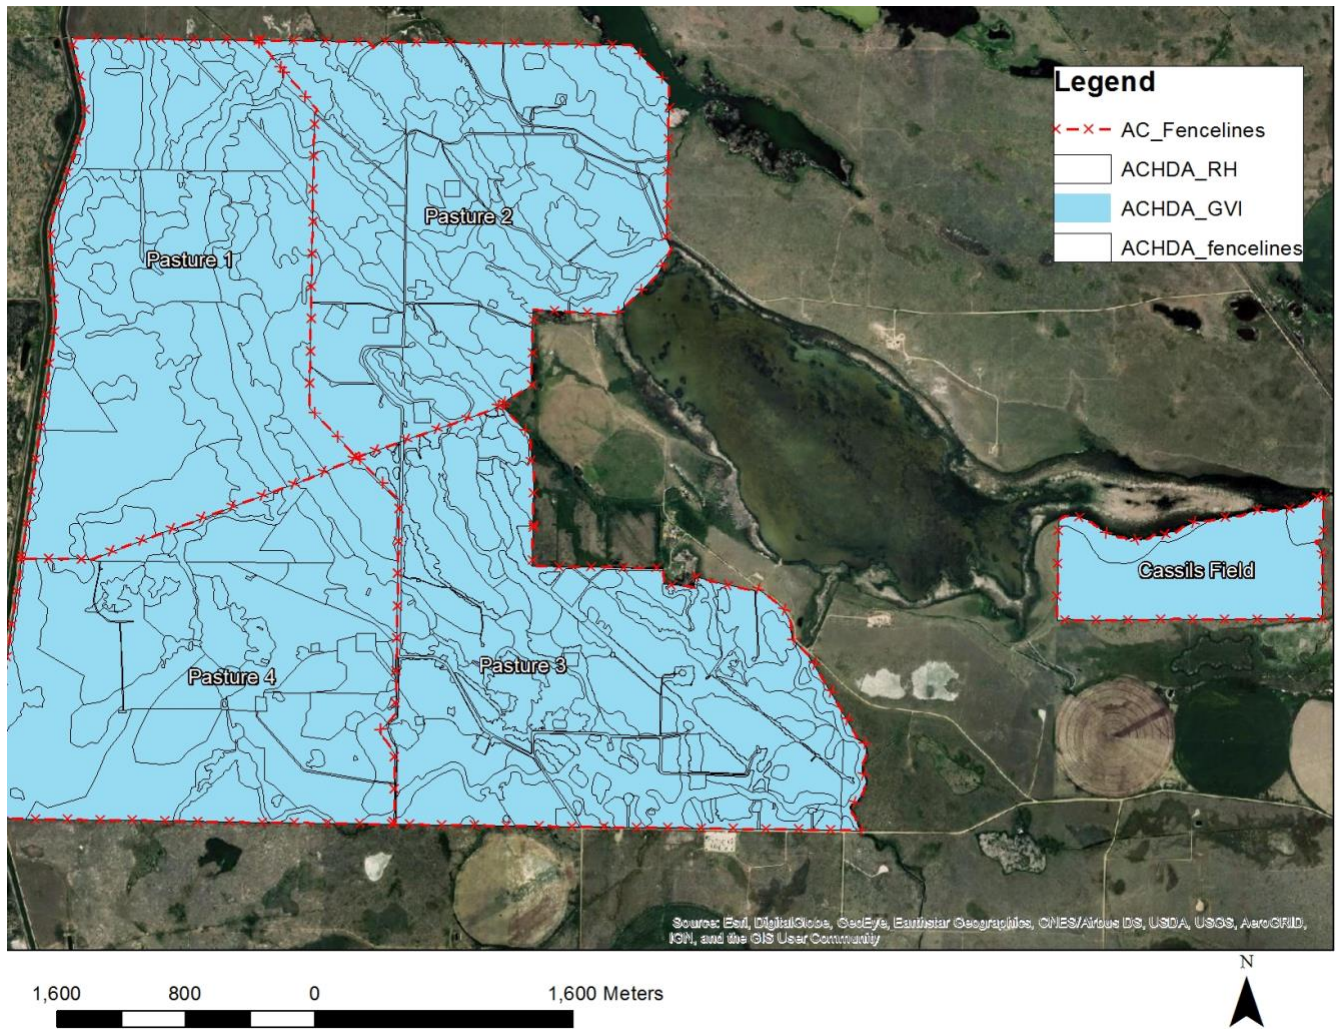 Legend
AC_Fencelines
ACHDA_RH
ACHDA_GVI
ACHDA_fencelines
Pasture 2
Pasture 1
Cassils Field
Pasture 3
Pasture 4
Source: Esri, DigitalGlobe, GeoEye, Earthstar Geographics, CNES/Airbus DS, USDA, USGS, AeroGRID,
IGN, and the GIS User Community
N
1,600 800 0 1,600 Meters